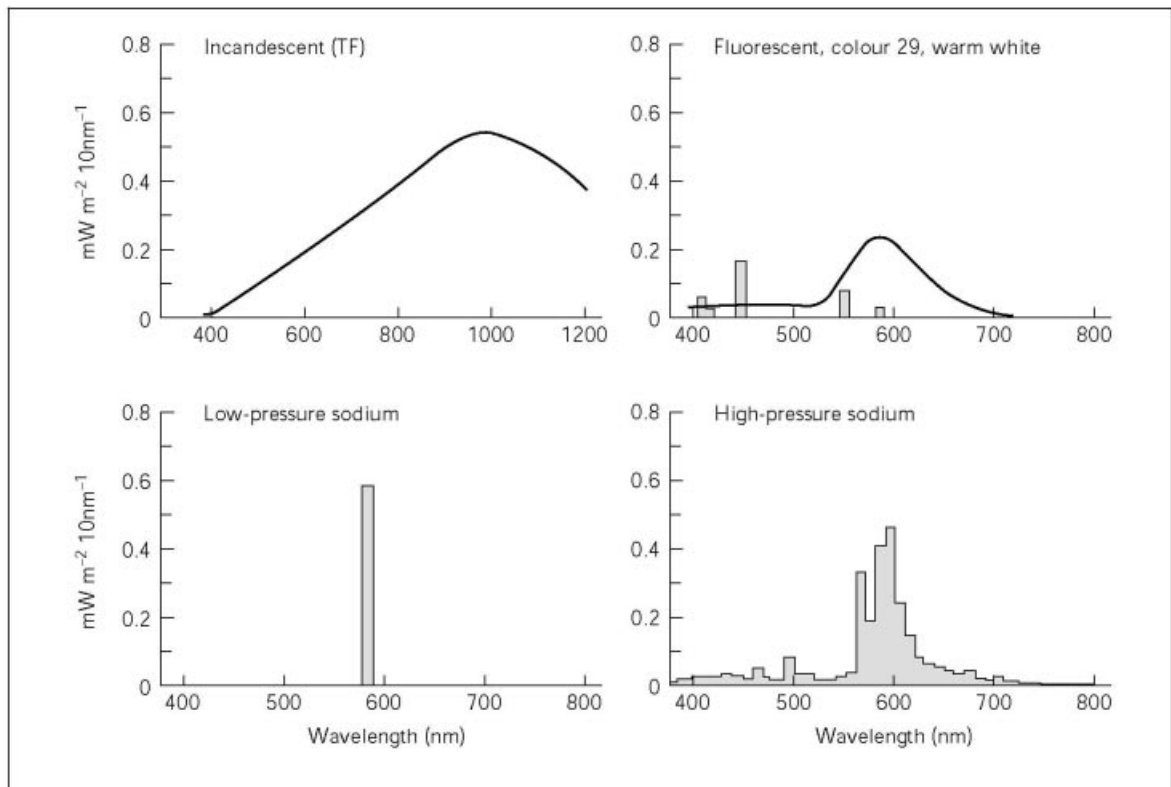 Incandescent (TF)
0.8
0.6
0.4
0.2
0
mW m⁻² 10nm⁻¹
400 600 800 1000 1200
Fluorescent, colour 29, warm white
0.8
0.6
0.4
0.2
0
400 500 600 700 800
Low-pressure sodium
0.8
0.6
0.4
0.2
0
mW m⁻² 10nm⁻¹
400 500 600 700 800
Wavelength (nm)
High-pressure sodium
0.8
0.6
0.4
0.2
0
400 500 600 700 800
Wavelength (nm)